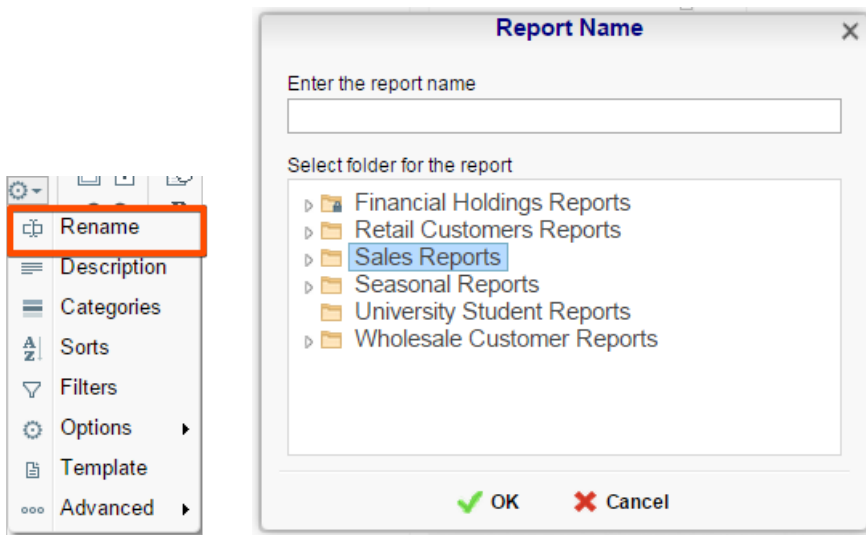 Rename
Description
Categories
Sorts
Filters
Options
Template
Advanced
Report Name
Enter the report name
Select folder for the report
Financial Holdings Reports
Retail Customers Reports
Sales Reports
Seasonal Reports
University Student Reports
Wholesale Customer Reports
OK
Cancel